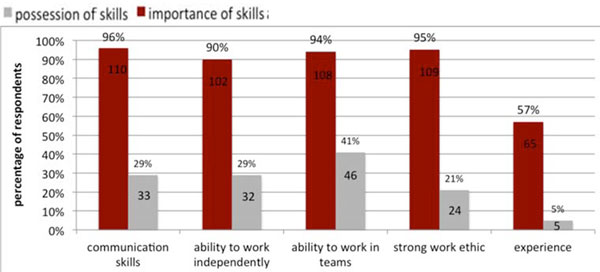 possession of skills importance of skills
100%
90%
80%
70%
60%
50%
40%
30%
20%
10%
0%
percentage of respondents
96% 90% 94% 95% 57%
110 102 108 109 65
29% 29% 41% 21% 5%
33 32 46 24 5
communication skills
ability to work independently
ability to work in teams
strong work ethic
experience